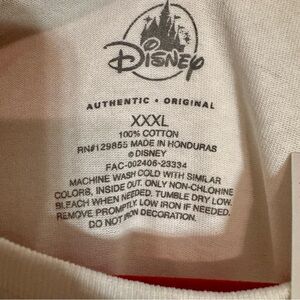 Disney
AUTHENTIC • ORIGINAL
XXXL
100% COTTON
RN#129855 MADE IN HONDURAS
© DISNEY
FAC-002406-23334
MACHINE WASH COLD WITH SIMILAR
COLORS, INSIDE OUT. ONLY NON-CHLORINE
BLEACH WHEN NEEDED. TUMBLE DRY LOW.
REMOVE PROMPTLY. LOW IRON IF NEEDED.
DO NOT IRON DECORATION.